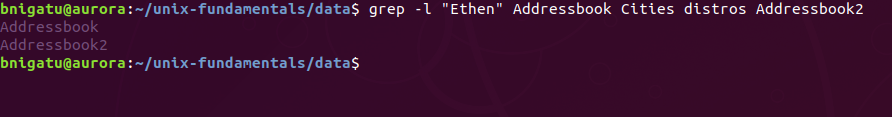 bnigatu@aurora:~/unix-fundamentals/data$ grep -l "Ethen" Addressbook Cities distros Addressbook2
Addressbook
Addressbook2
bnigatu@aurora:~/unix-fundamentals/data$